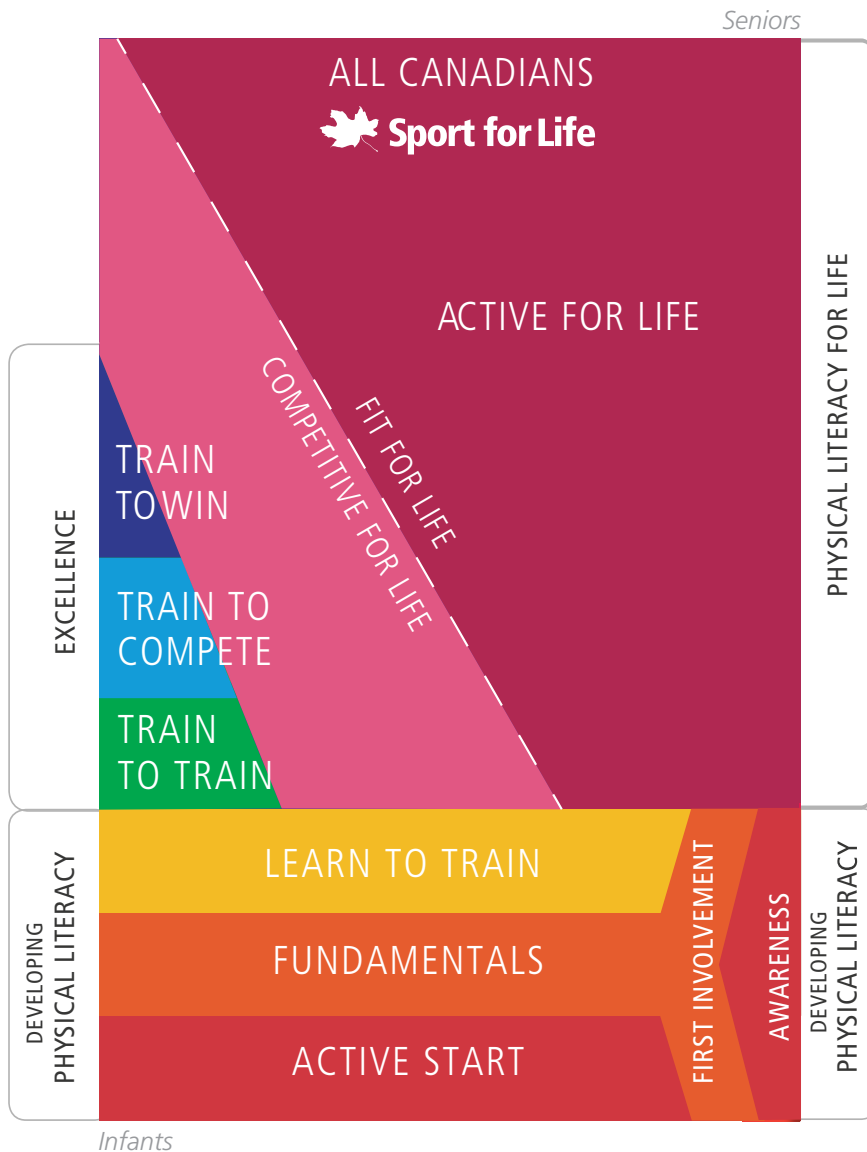 Seniors
ALL CANADIANS
Sport for Life
ACTIVE FOR LIFE
PHYSICAL LITERACY FOR LIFE
FIT FOR LIFE
COMPETITIVE FOR LIFE
EXCELLENCE
TRAIN
TO WIN
TRAIN TO
COMPETE
TRAIN
TO TRAIN
DEVELOPING
PHYSICAL LITERACY
LEARN TO TRAIN
FUNDAMENTALS
ACTIVE START
FIRST INVOLVEMENT
AWARENESS
DEVELOPING
PHYSICAL LITERACY
Infants